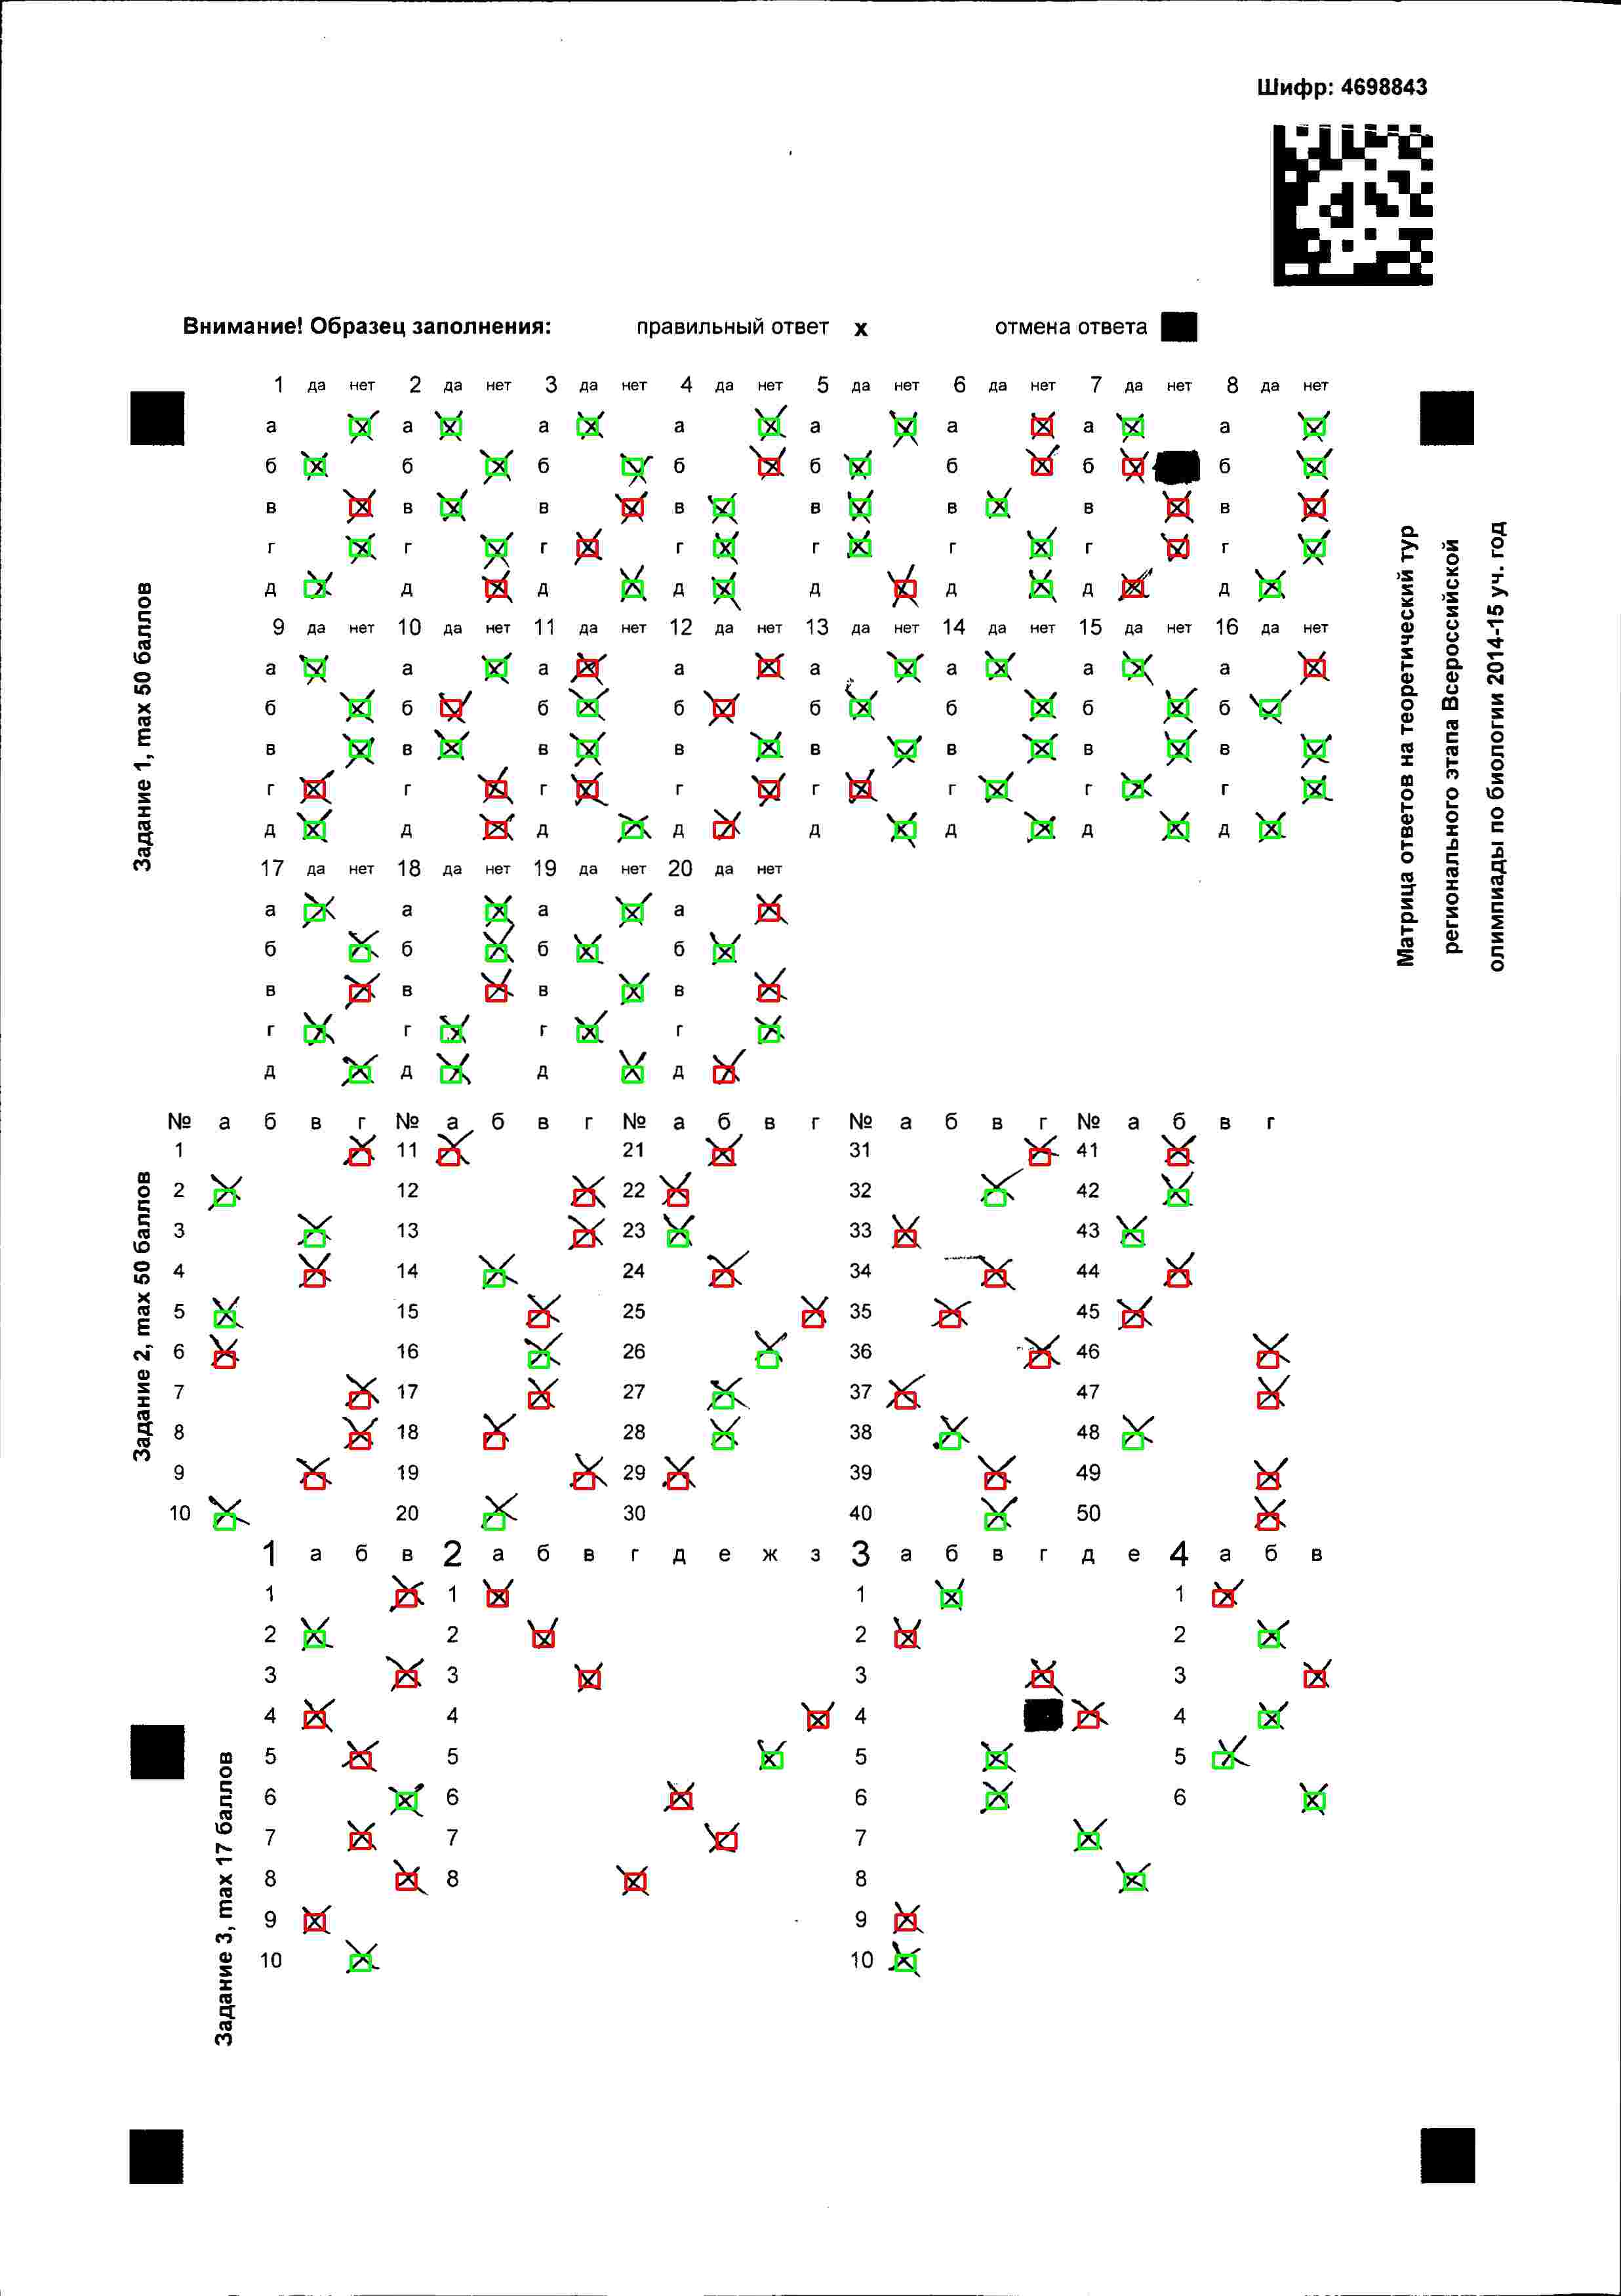 Шифр: 4698843
Внимание! Образец заполнения: правильный ответ x отмена ответа
1 да нет 2 да нет 3 да нет 4 да нет 5 да нет 6 да нет 7 да нет 8 да нет
а а а а а а а а
б б б б б б б б
в в в в в в в в
г г г г г г г г
д д д д д д д д
9 да нет 10 да нет 11 да нет 12 да нет 13 да нет 14 да нет 15 да нет 16 да нет
а а а а а а а а
б б б б б б б б
в в в в в в в в
г г г г г г г г
д д д д д д д д
17 да нет 18 да нет 19 да нет 20 да нет
а а а а
б б б б
в в в в
г г г г
д д д д
Задание 1, max 50 баллов
Матрица ответов на теоретический тур
регионального этапа Всероссийской
олимпиады по биологии 2014-15 уч. год
№ а б в г № а б в г № а б в г № а б в г № а б в г
1 11 21 31 41
2 12 22 32 42
3 13 23 33 43
4 14 24 34 44
5 15 25 35 45
6 16 26 36 46
7 17 27 37 47
8 18 28 38 48
9 19 29 39 49
10 20 30 40 50
Задание 2, max 50 баллов
1 а б в 2 а б в г д е ж з 3 а б в г д е 4 а б в
1 1 1 1
2 2 2 2
3 3 3 3
4 4 4 4
5 5 5 5
6 6 6 6
7 7 7
8 8 8
9 9
10 10
Задание 3, max 17 баллов